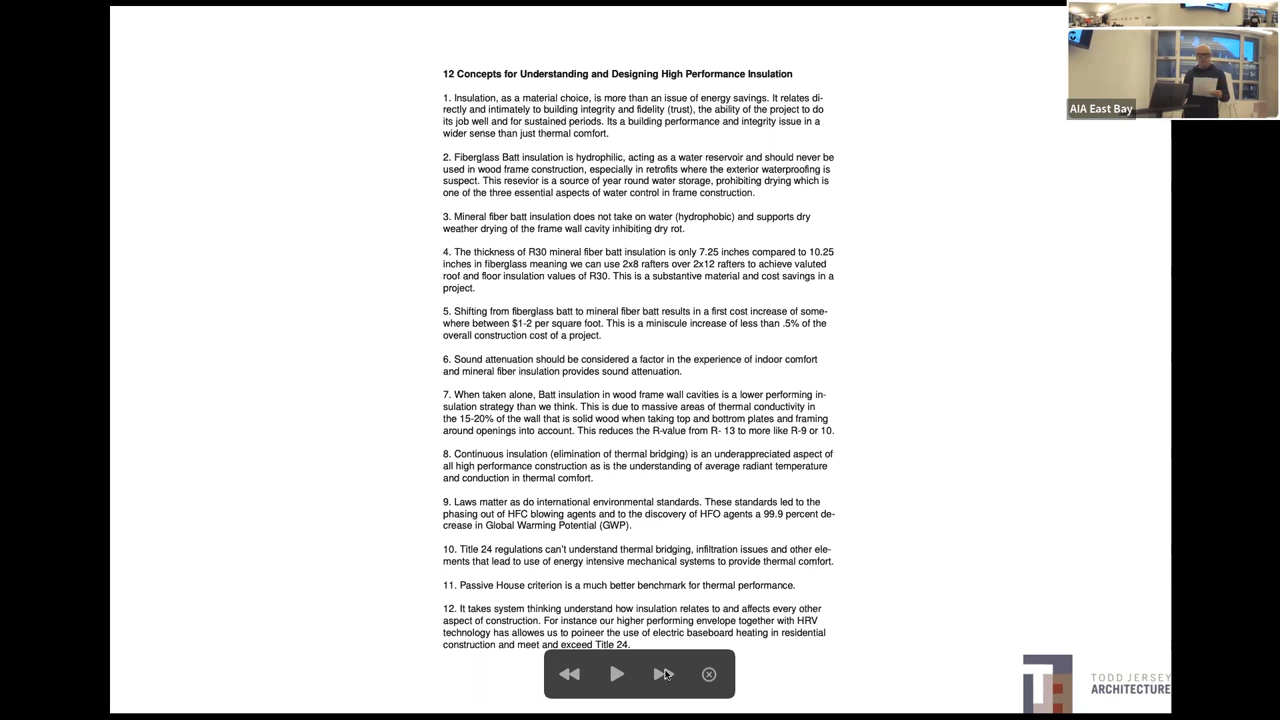 12 Concepts for Understanding and Designing High Performance Insulation
1. Insulation, as a material choice, is more than an issue of energy savings. It relates di-
rectly and intimately to building integrity and fidelity (trust), the ability of the project to do
its job well and for sustained periods. Its a building performance and integrity issue in a
wider sense than just thermal comfort.
2. Fiberglass Batt insulation is hydrophilic, acting as a water reservoir and should never be
used in wood frame construction, especially in retrofits where the exterior waterproofing is
suspect. This resevior is a source of year round water storage, prohibiting drying which is
one of the three essential aspects of water control in frame construction.
3. Mineral fiber batt insulation does not take on water (hydrophobic) and supports dry
weather drying of the frame wall cavity inhibiting dry rot.
4. The thickness of R30 mineral fiber batt insulation is only 7.25 inches compared to 10.25
inches in fiberglass meaning we can use 2x8 rafters over 2x12 rafters to achieve valuted
roof and floor insulation values of R30. This is a substantive material and cost savings in a
project.
5. Shifting from fiberglass batt to mineral fiber batt results in a first cost increase of some-
where between $1-2 per square foot. This is a miniscule increase of less than .5% of the
overall construction cost of a project.
6. Sound attenuation should be considered a factor in the experience of indoor comfort
and mineral fiber insulation provides sound attenuation.
7. When taken alone, Batt insulation in wood frame wall cavities is a lower performing in-
sulation strategy than we think. This is due to massive areas of thermal conductivity in
the 15-20% of the wall that is solid wood when taking top and bottrom plates and framing
around openings into account. This reduces the R-value from R- 13 to more like R-9 or 10.
8. Continuous insulation (elimination of thermal bridging) is an underappreciated aspect of
all high performance construction as is the understanding of average radiant temperature
and conduction in thermal comfort.
9. Laws matter as do international environmental standards. These standards led to the
phasing out of HFC blowing agents and to the discovery of HFO agents a 99.9 percent de-
crease in Global Warming Potential (GWP).
10. Title 24 regulations can't understand thermal bridging, infiltration issues and other ele-
ments that lead to use of energy intensive mechanical systems to provide thermal comfort.
11. Passive House criterion is a much better benchmark for thermal performance.
12. It takes system thinking understand how insulation relates to and affects every other
aspect of construction. For instance our higher performing envelope together with HRV
technology has allowes us to poineer the use of electric baseboard heating in residential
construction and meet and exceed Title 24.
AIA East Bay
TODD JERSEY
ARCHITECTURE